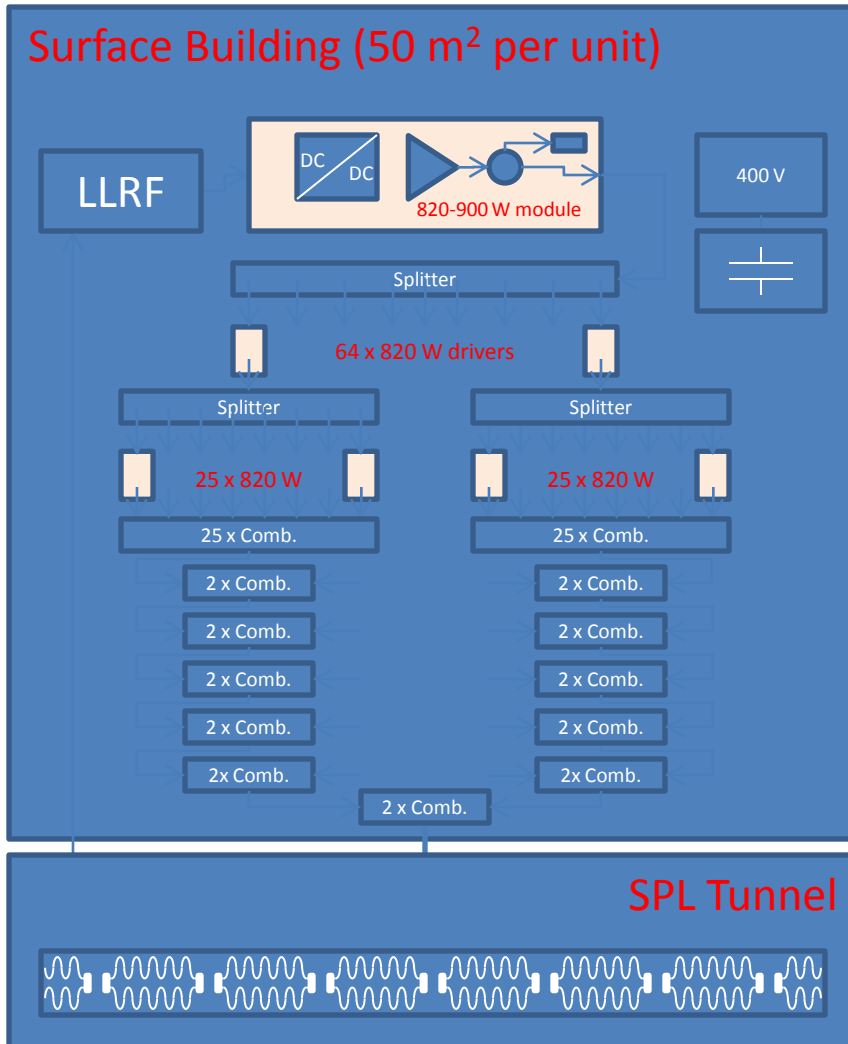 Surface Building (50 m² per unit)
LLRF
DC
DC
820-900 W module
400 V
Splitter
64 x 820 W drivers
Splitter
Splitter
25 x 820 W
25 x 820 W
25 x Comb.
25 x Comb.
2 x Comb.
2 x Comb.
2 x Comb.
2 x Comb.
2 x Comb.
2 x Comb.
2 x Comb.
2 x Comb.
2x Comb.
2x Comb.
2 x Comb.
SPL Tunnel